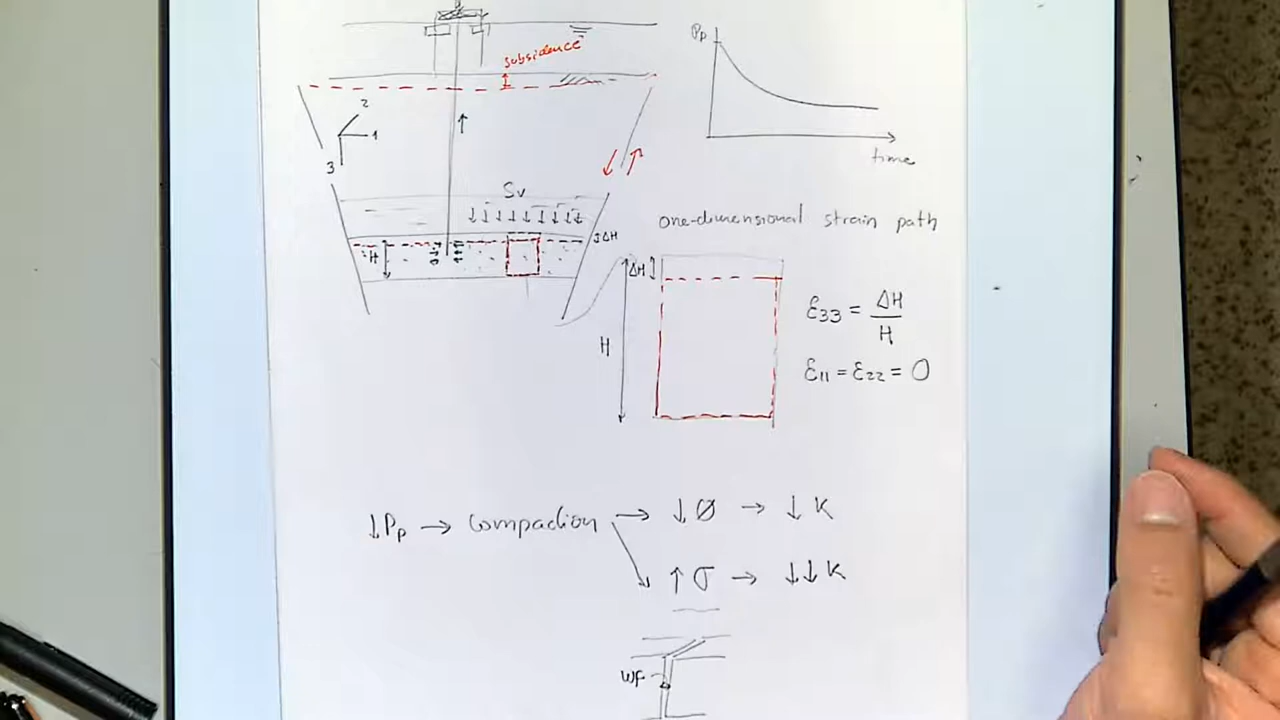 subsidence
Pp
2
1
3
time
Sv
one-dimensional strain path
ΔH
H
ΔH
ε33 = ΔH / H
H
ε11 = ε22 = 0
↓Pp → Compaction → ↓Ø → ↓k
↑σ → ↓↓k
WF